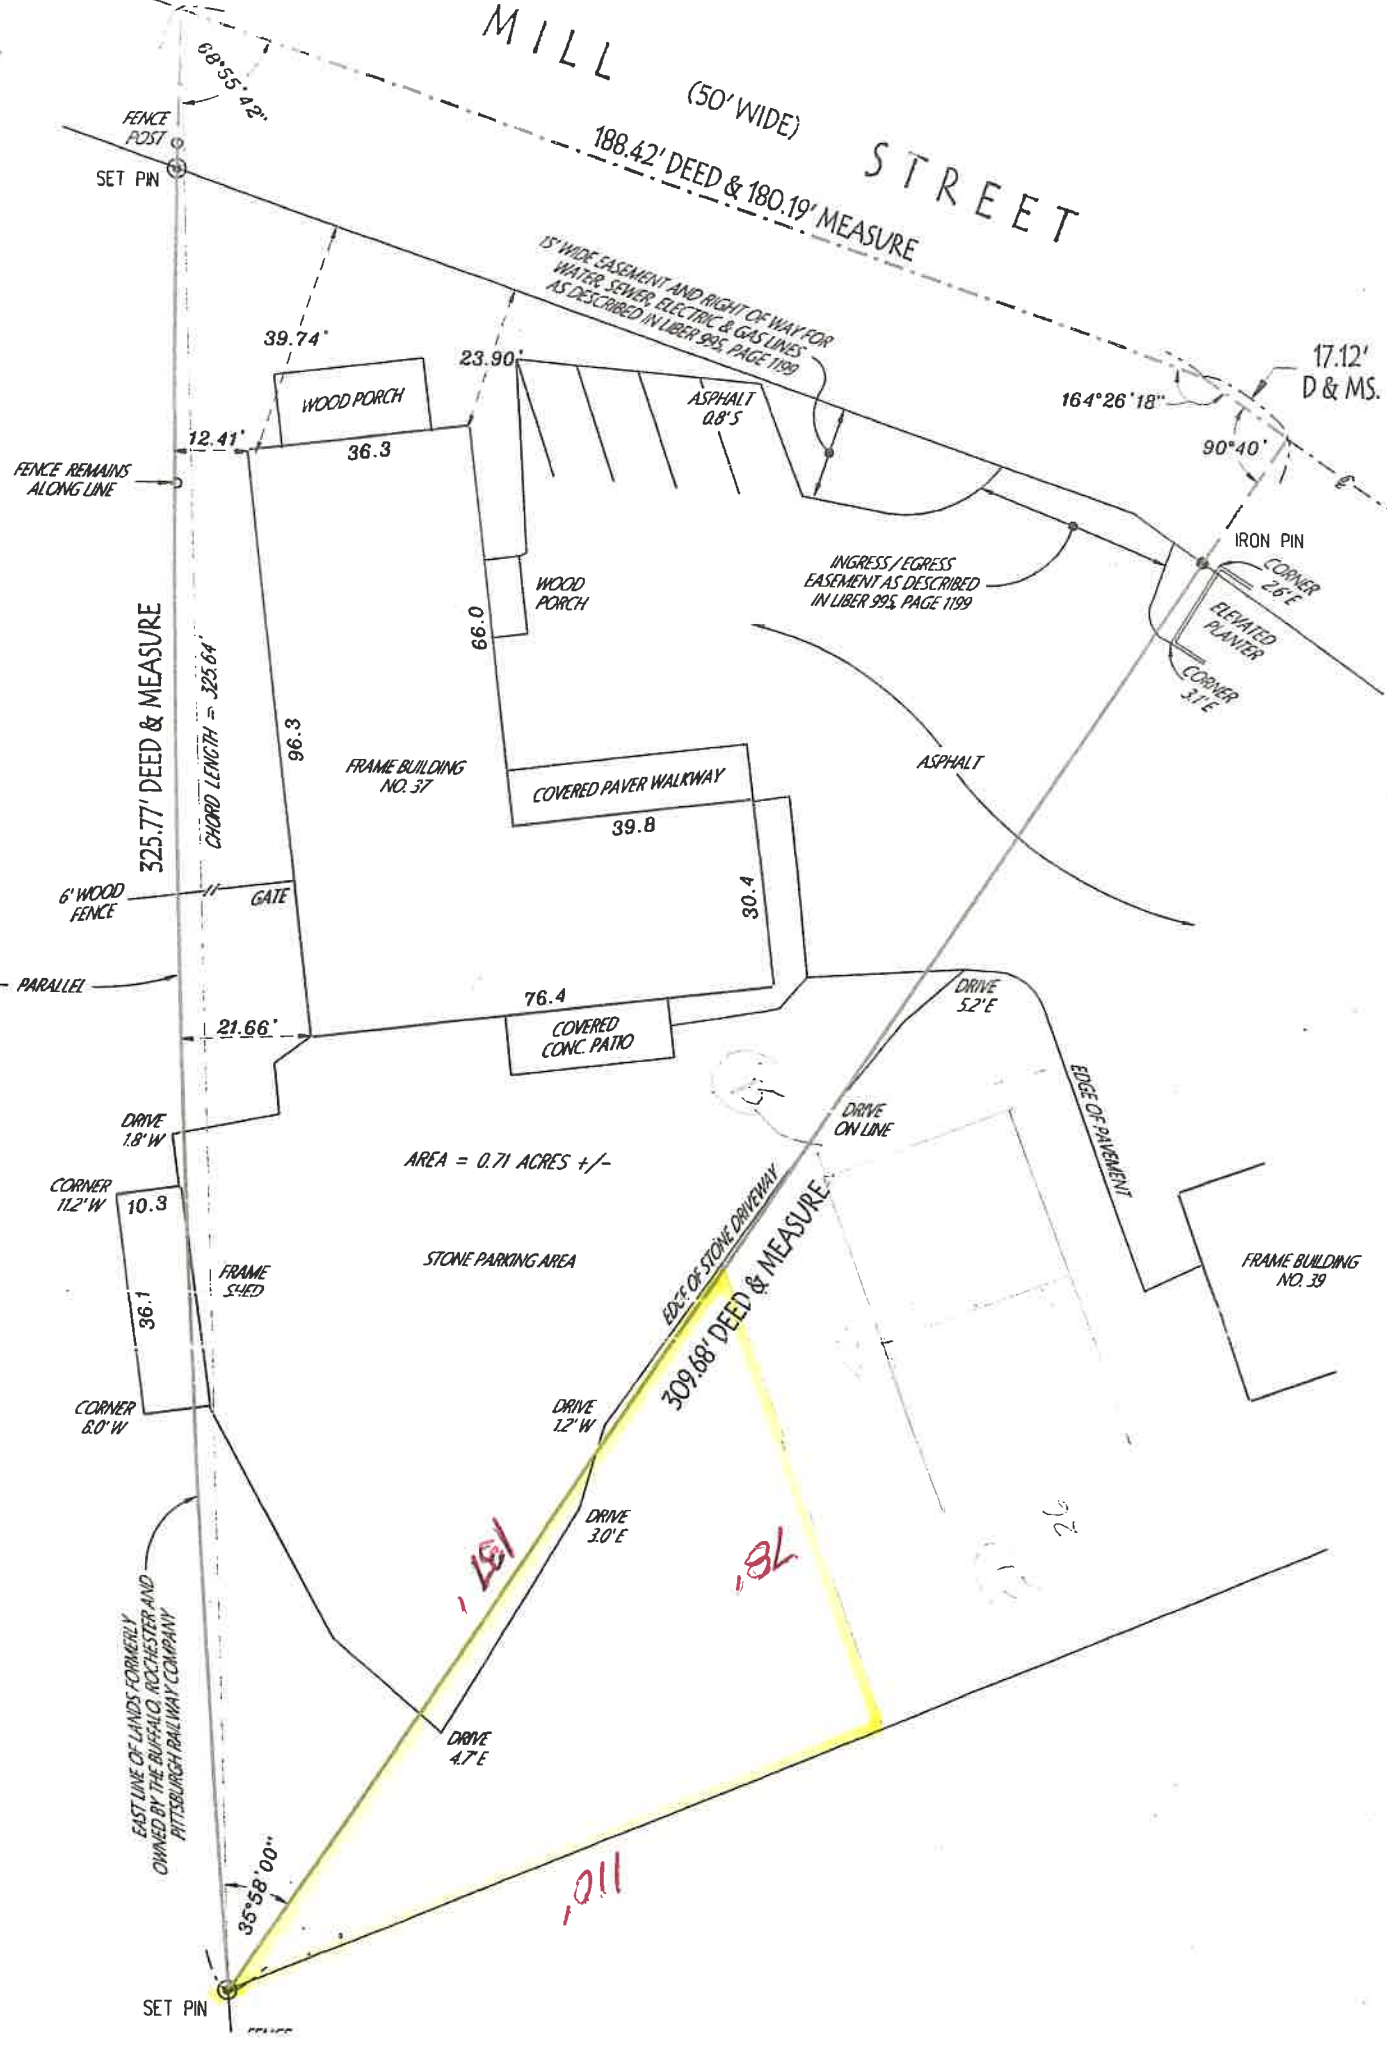 MILL
(50' WIDE)
STREET
188.42' DEED & 180.19' MEASURE
68°55'42"
FENCE
POST
SET PIN
15' WIDE EASEMENT AND RIGHT OF WAY FOR
WATER, SEWER, ELECTRIC & GAS LINES
AS DESCRIBED IN LIBER 995, PAGE 1199
17.12'
D & MS.
164°26'18"
90°40'
39.74'
23.90'
WOOD PORCH
ASPHALT
0.8' S
12.41'
36.3
FENCE REMAINS
ALONG LINE
IRON PIN
CORNER
2.6' E
ELEVATED
PLANTER
CORNER
3.1' E
INGRESS / EGRESS
EASEMENT AS DESCRIBED
IN LIBER 995, PAGE 1199
WOOD
PORCH
66.0
325.77' DEED & MEASURE
CHORD LENGTH = 325.64'
96.3
FRAME BUILDING
NO. 37
COVERED PAVER WALKWAY
39.8
ASPHALT
30.4
6' WOOD
FENCE
GATE
PARALLEL
76.4
21.66'
COVERED
CONC. PATIO
DRIVE
5.2' E
DRIVE
ON LINE
EDGE OF PAVEMENT
DRIVE
1.8' W
AREA = 0.71 ACRES +/-
CORNER
11.2' W
10.3
36.1
FRAME
SHED
STONE PARKING AREA
EDGE OF STONE DRIVEWAY
309.68' DEED & MEASURE
FRAME BUILDING
NO. 39
CORNER
6.0' W
DRIVE
1.2' W
DRIVE
3.0' E
137'
78'
26
EAST LINE OF LANDS FORMERLY
OWNED BY THE BUFFALO, ROCHESTER AND
PITTSBURGH RAILWAY COMPANY
DRIVE
4.7' E
35°58'00"
110'
SET PIN